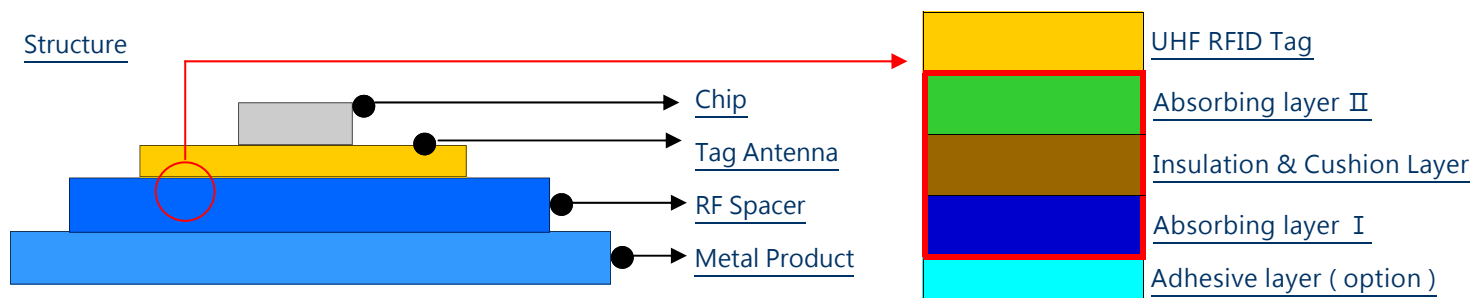 Structure
Chip
Tag Antenna
RF Spacer
Metal Product
UHF RFID Tag
Absorbing layer Ⅱ
Insulation & Cushion Layer
Absorbing layer Ⅰ
Adhesive layer ( option )